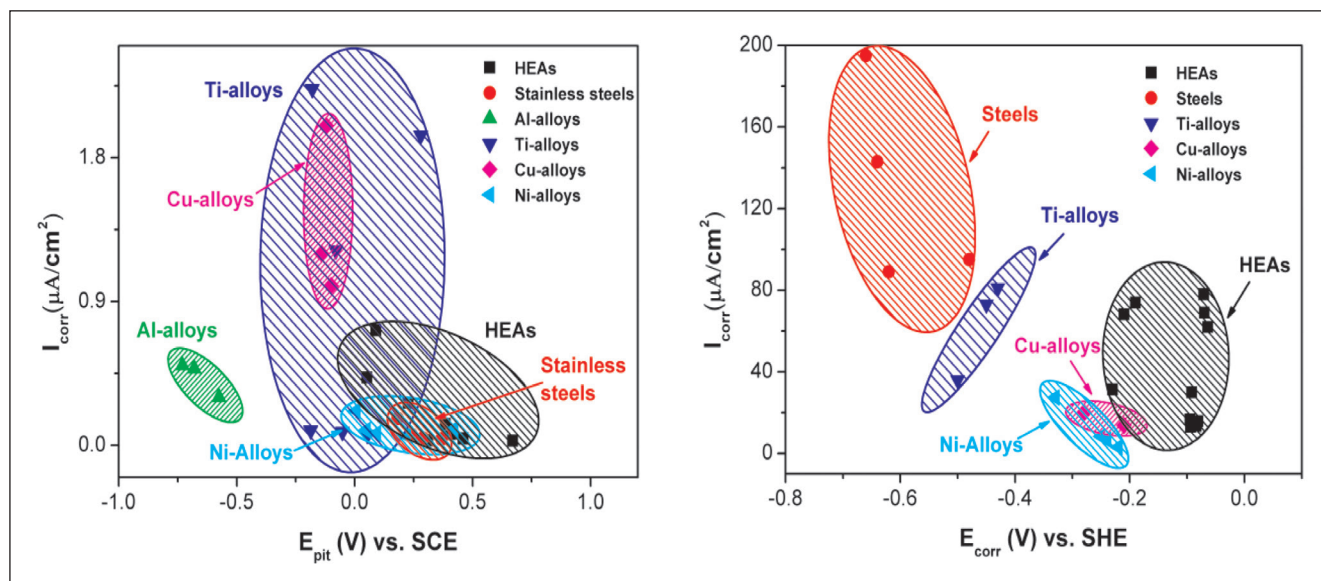 HEAs
Stainless steels
Al-alloys
Ti-alloys
Cu-alloys
Ni-alloys
Ti-alloys
Cu-alloys
Al-alloys
HEAs
Stainless
steels
Ni-Alloys
1.8
0.9
0.0
-1.0 -0.5 0.0 0.5 1.0
I_corr (μA/cm²)
E_pit (V) vs. SCE
HEAs
Steels
Ti-alloys
Cu-alloys
Ni-alloys
Steels
Ti-alloys
HEAs
Cu-alloys
Ni-Alloys
200
160
120
80
40
0
-0.8 -0.6 -0.4 -0.2 0.0
I_corr (μA/cm²)
E_corr (V) vs. SHE